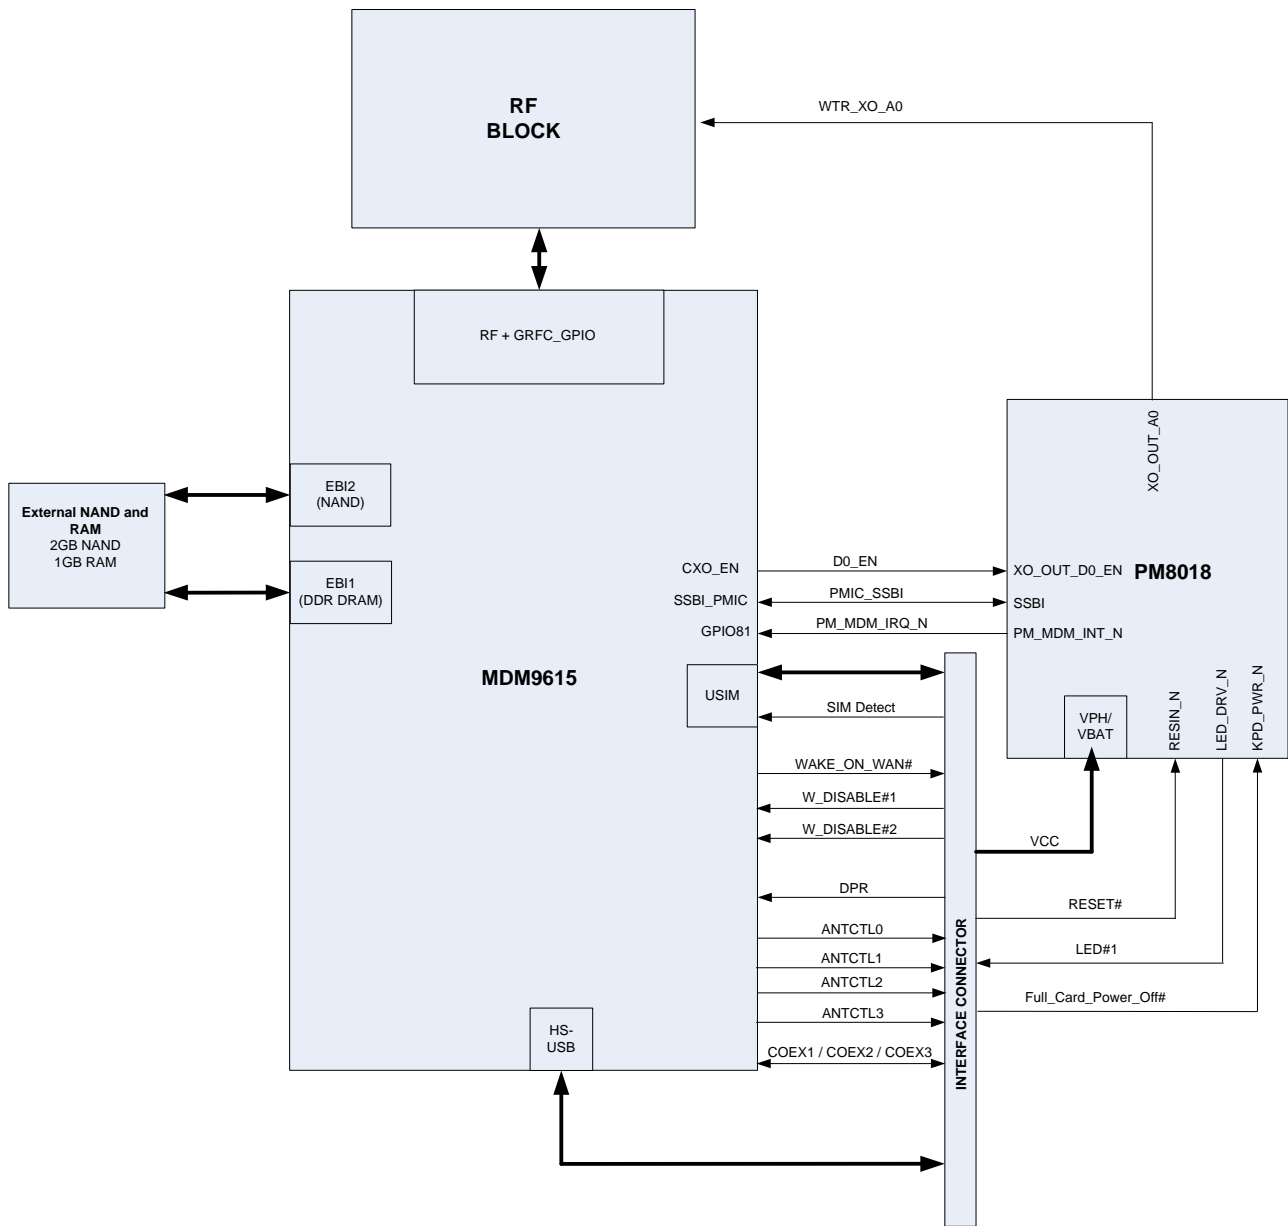 RF
BLOCK
WTR_XO_A0
RF + GRFC_GPIO
XO_OUT_A0
External NAND and
RAM
2GB NAND
1GB RAM
EBI2
(NAND)
EBI1
(DDR DRAM)
MDM9615
CXO_EN
D0_EN
XO_OUT_D0_EN
PM8018
SSBI_PMIC
PMIC_SSBI
SSBI
GPIO81
PM_MDM_IRQ_N
PM_MDM_INT_N
USIM
SIM Detect
VPH/
VBAT
RESIN_N
LED_DRV_N
KPD_PWR_N
WAKE_ON_WAN#
W_DISABLE#1
W_DISABLE#2
VCC
DPR
RESET#
ANTCTL0
ANTCTL1
LED#1
ANTCTL2
Full_Card_Power_Off#
ANTCTL3
COEX1 / COEX2 / COEX3
INTERFACE CONNECTOR
HS-
USB